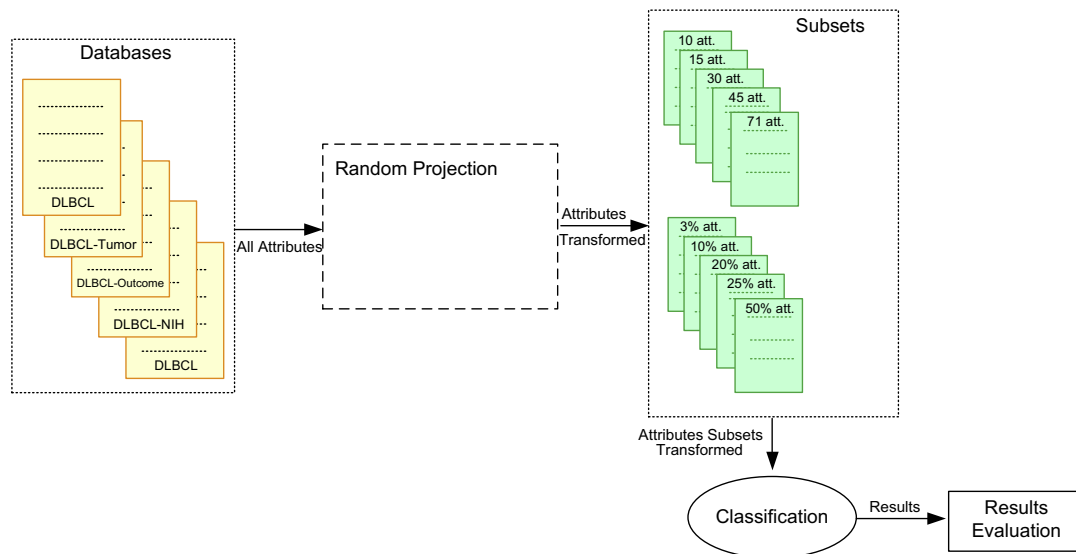 Databases
DLBCL
DLBCL-Tumor
DLBCL-Outcome
DLBCL-NIH
DLBCL
All Attributes
Random Projection
Attributes
Transformed
Subsets
10 att.
15 att.
30 att.
45 att.
71 att.
3% att.
10% att.
20% att.
25% att.
50% att.
Attributes Subsets
Transformed
Classification
Results
Results
Evaluation